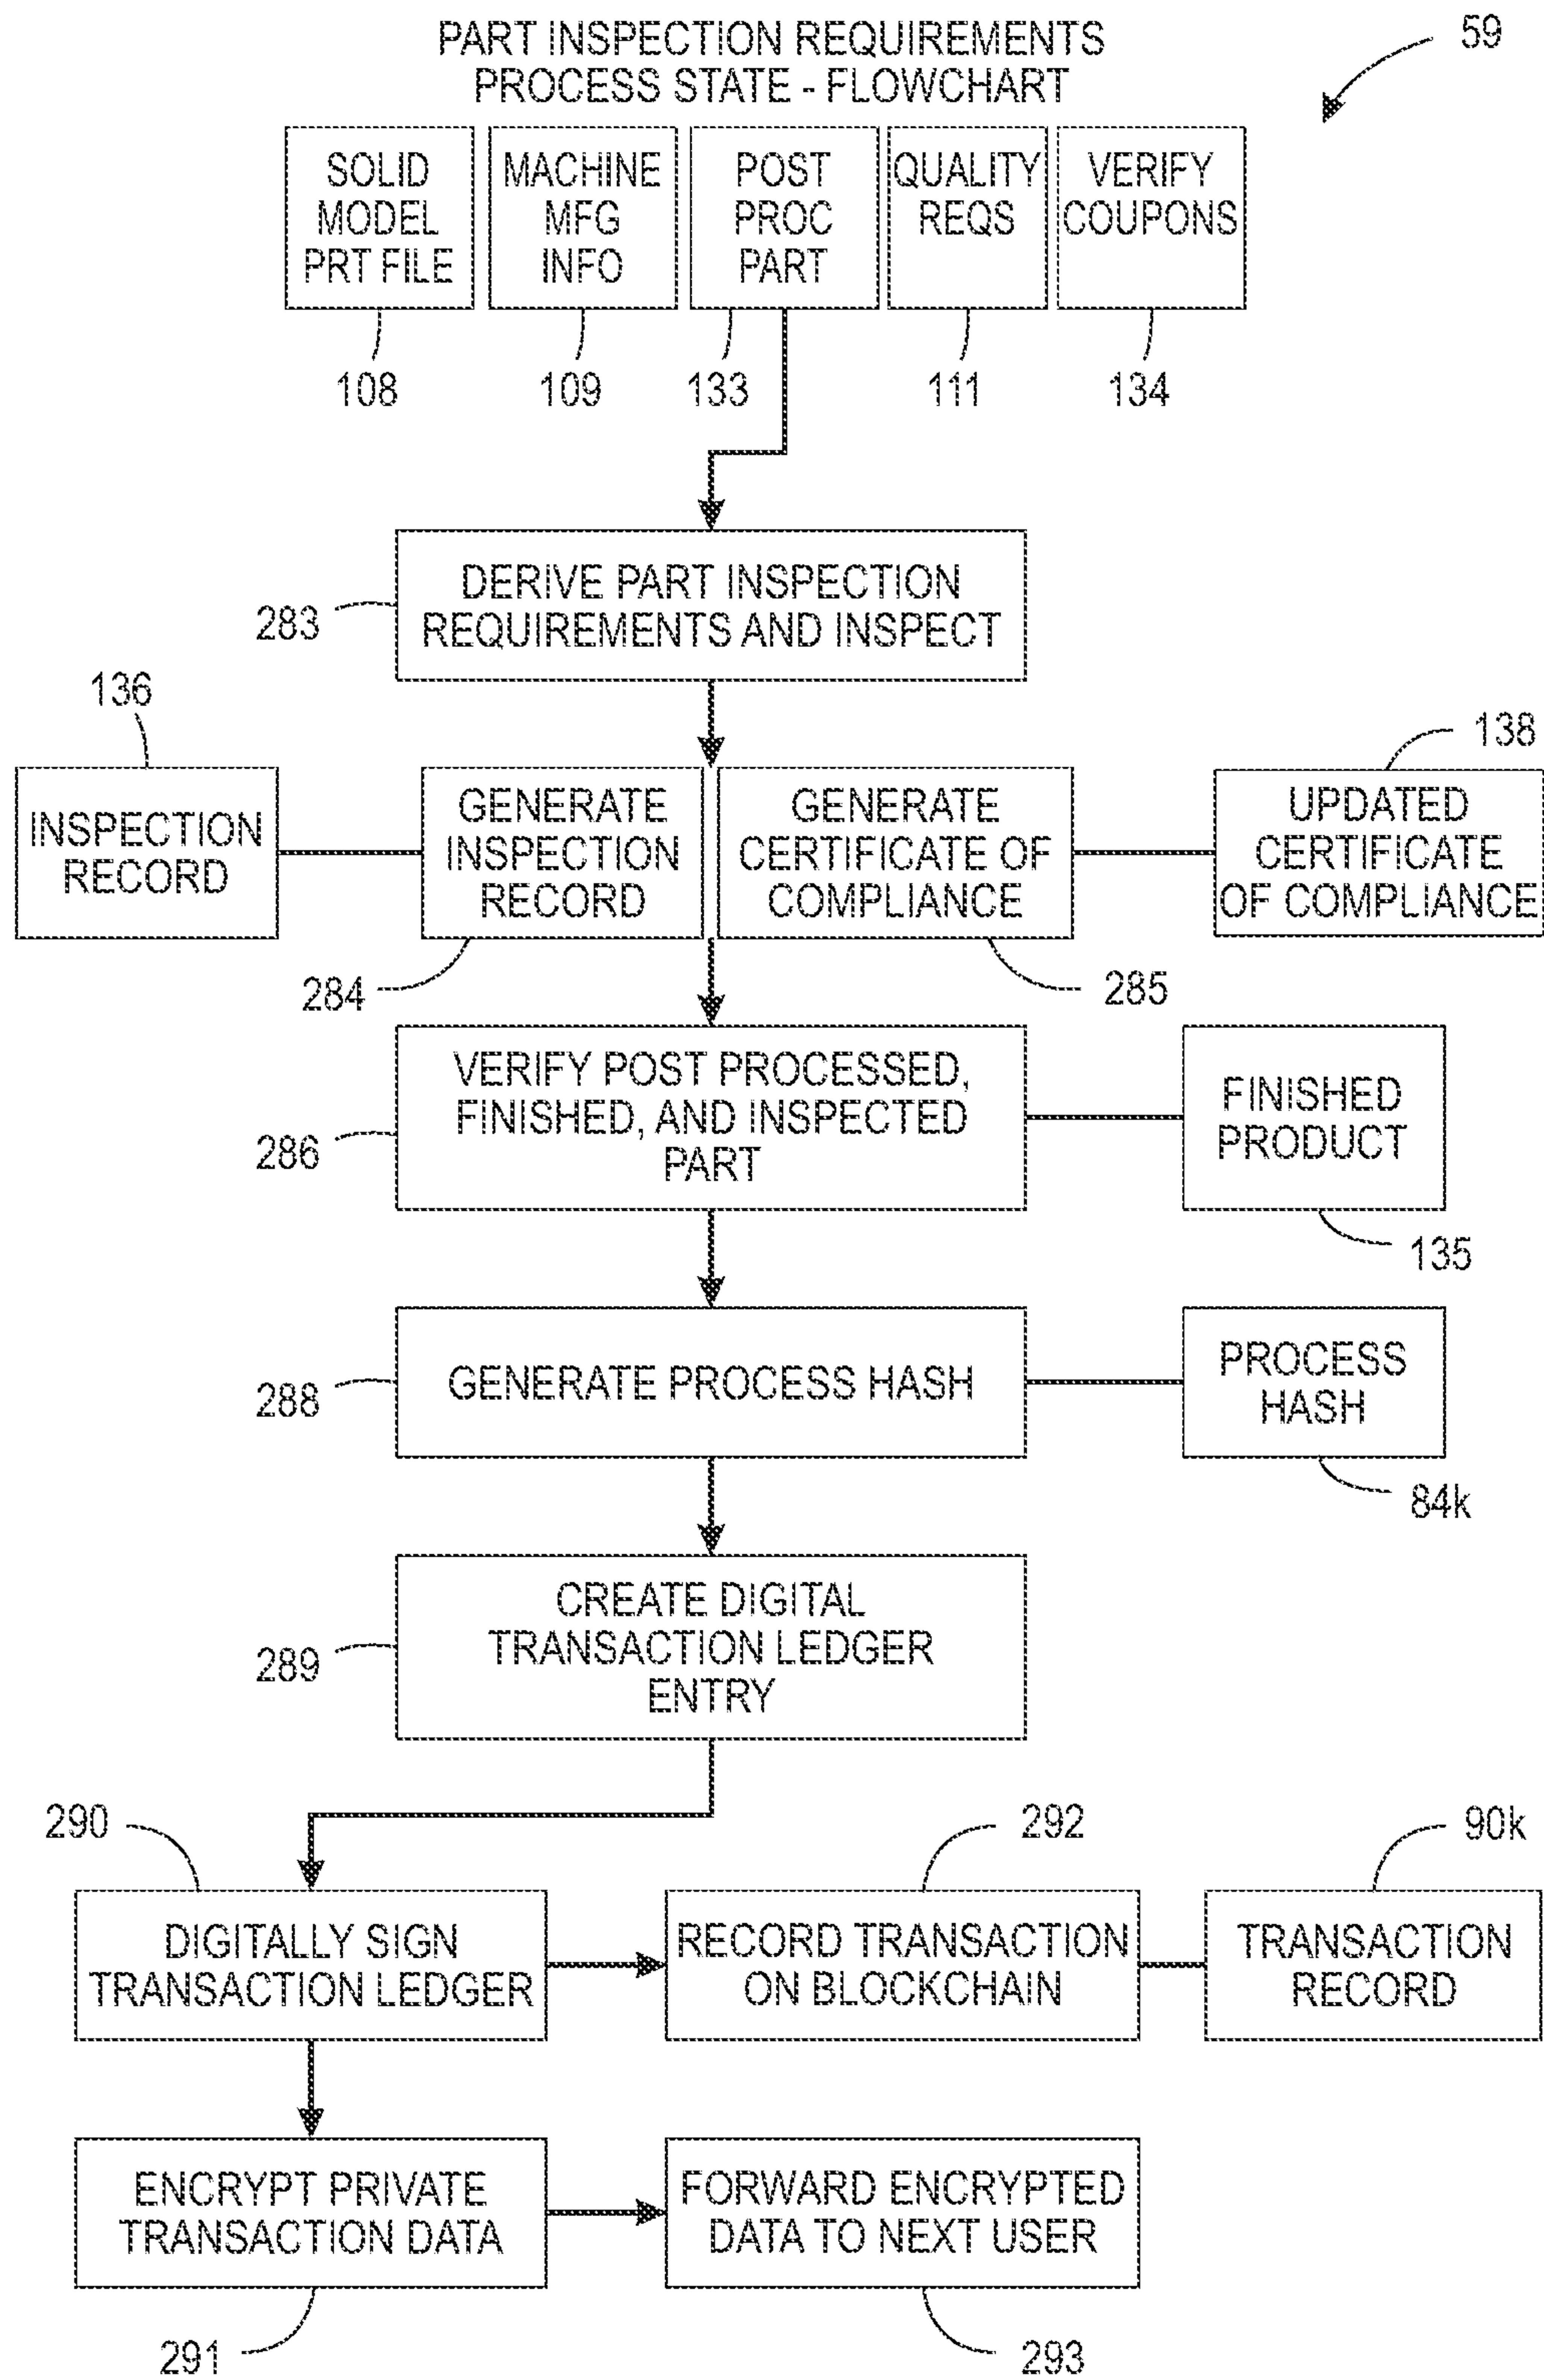 PART INSPECTION REQUIREMENTS
PROCESS STATE - FLOWCHART
59
SOLID
MODEL
PRT FILE
MACHINE
MFG
INFO
POST
PROC
PART
QUALITY
REQS
VERIFY
COUPONS
108
109
133
111
134
DERIVE PART INSPECTION
REQUIREMENTS AND INSPECT
283
136
138
INSPECTION
RECORD
GENERATE
INSPECTION
RECORD
GENERATE
CERTIFICATE OF
COMPLIANCE
UPDATED
CERTIFICATE
OF COMPLIANCE
284
285
VERIFY POST PROCESSED,
FINISHED, AND INSPECTED
PART
286
FINISHED
PRODUCT
135
GENERATE PROCESS HASH
288
PROCESS
HASH
84k
CREATE DIGITAL
TRANSACTION LEDGER
ENTRY
289
290
292
90k
DIGITALLY SIGN
TRANSACTION LEDGER
RECORD TRANSACTION
ON BLOCKCHAIN
TRANSACTION
RECORD
ENCRYPT PRIVATE
TRANSACTION DATA
FORWARD ENCRYPTED
DATA TO NEXT USER
291
293